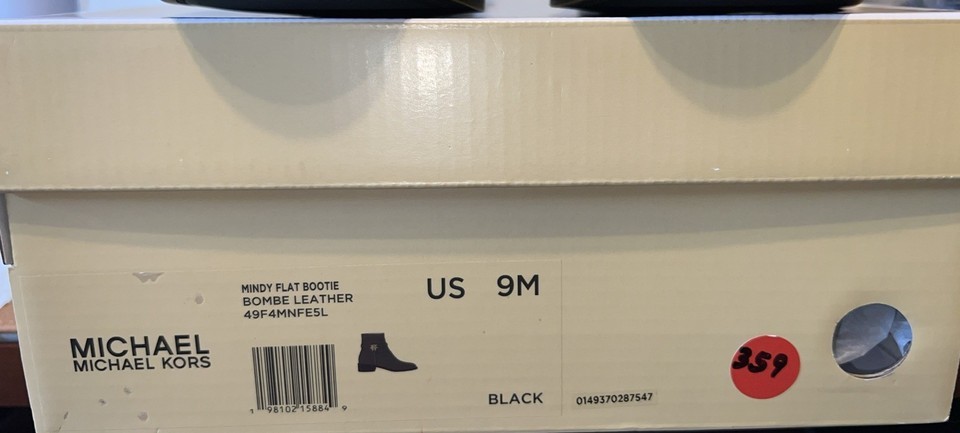 MINDY FLAT BOOTIE
BOMBE LEATHER
49F4MNFE5L
US 9M
MICHAEL
MICHAEL KORS
1 98102 15884 9
BLACK
0149370287547
359